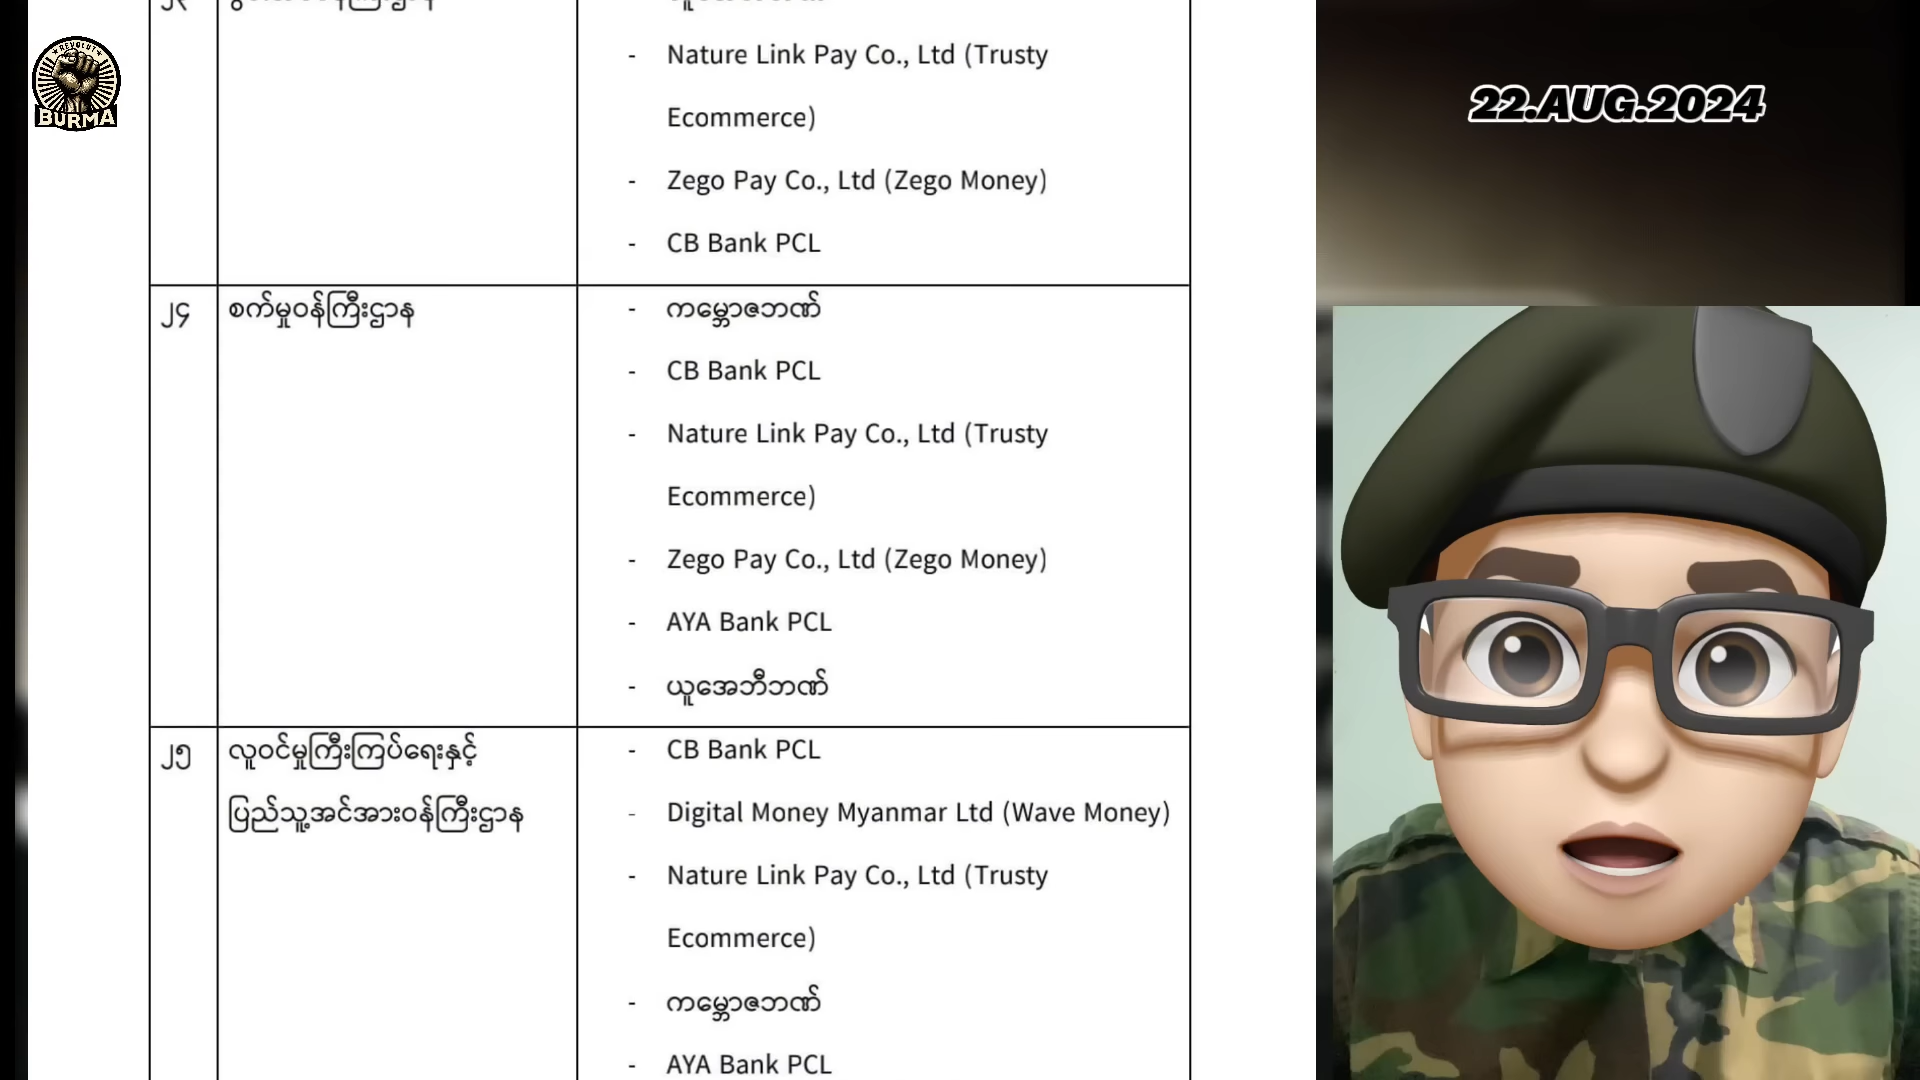 REVOLUT
BURMA
22.AUG.2024
၂၃
- Nature Link Pay Co., Ltd (Trusty
Ecommerce)
- Zego Pay Co., Ltd (Zego Money)
- CB Bank PCL
၂၄ စက်မှုဝန်ကြီးဌာန - ကမ္ဘောဇဘဏ်
- CB Bank PCL
- Nature Link Pay Co., Ltd (Trusty
Ecommerce)
- Zego Pay Co., Ltd (Zego Money)
- AYA Bank PCL
- ယူအေဘီဘဏ်
၂၅ လူဝင်မှုကြီးကြပ်ရေးနှင့် - CB Bank PCL
ပြည်သူ့အင်အားဝန်ကြီးဌာန - Digital Money Myanmar Ltd (Wave Money)
- Nature Link Pay Co., Ltd (Trusty
Ecommerce)
- ကမ္ဘောဇဘဏ်
- AYA Bank PCL